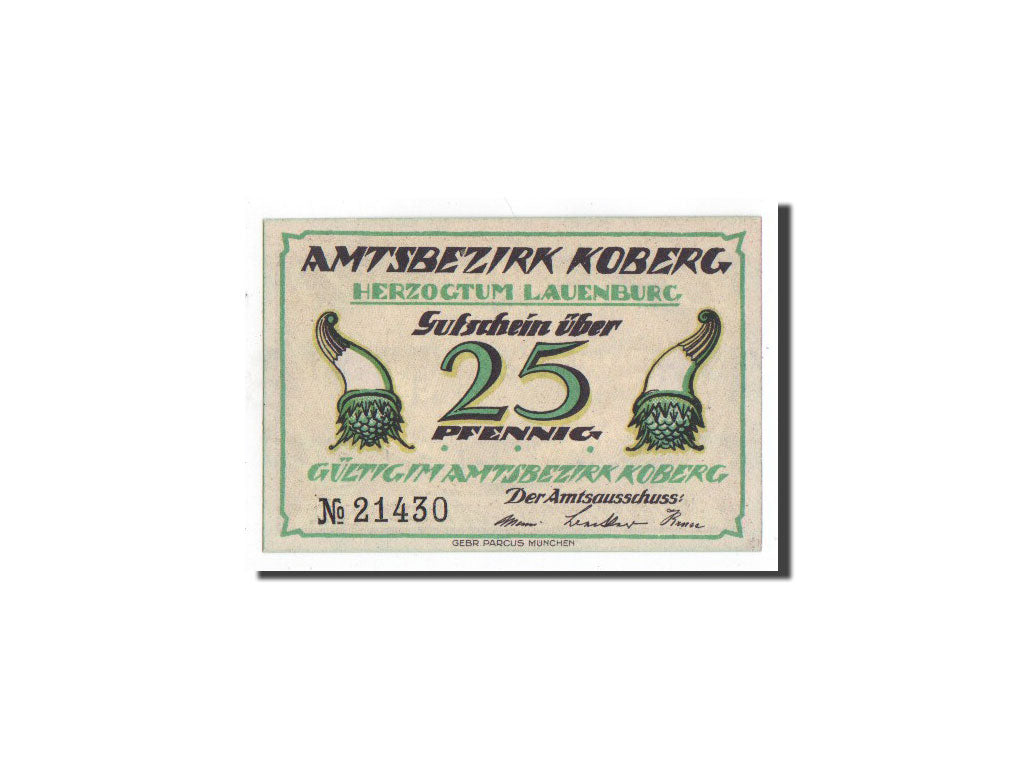 AMTSBEZIRK KOBERG
HERZOGTUM LAUENBURG
Gutschein über
25
PFENNIG
GÜLTIG IM AMTSBEZIRK KOBERG
Der Amtsausschuss:
№ 21430
GEBR PARCUS MÜNCHEN